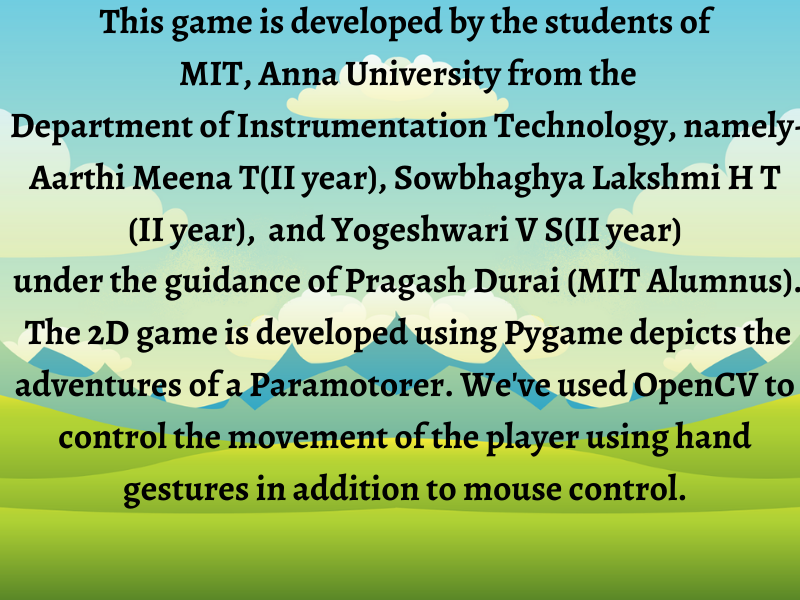 This game is developed by the students of
MIT, Anna University from the
Department of Instrumentation Technology, namely-
Aarthi Meena T(II year), Sowbhaghya Lakshmi H T
(II year),  and Yogeshwari V S(II year)
under the guidance of Pragash Durai (MIT Alumnus).
The 2D game is developed using Pygame depicts the
adventures of a Paramotorer. We've used OpenCV to
control the movement of the player using hand
gestures in addition to mouse control.